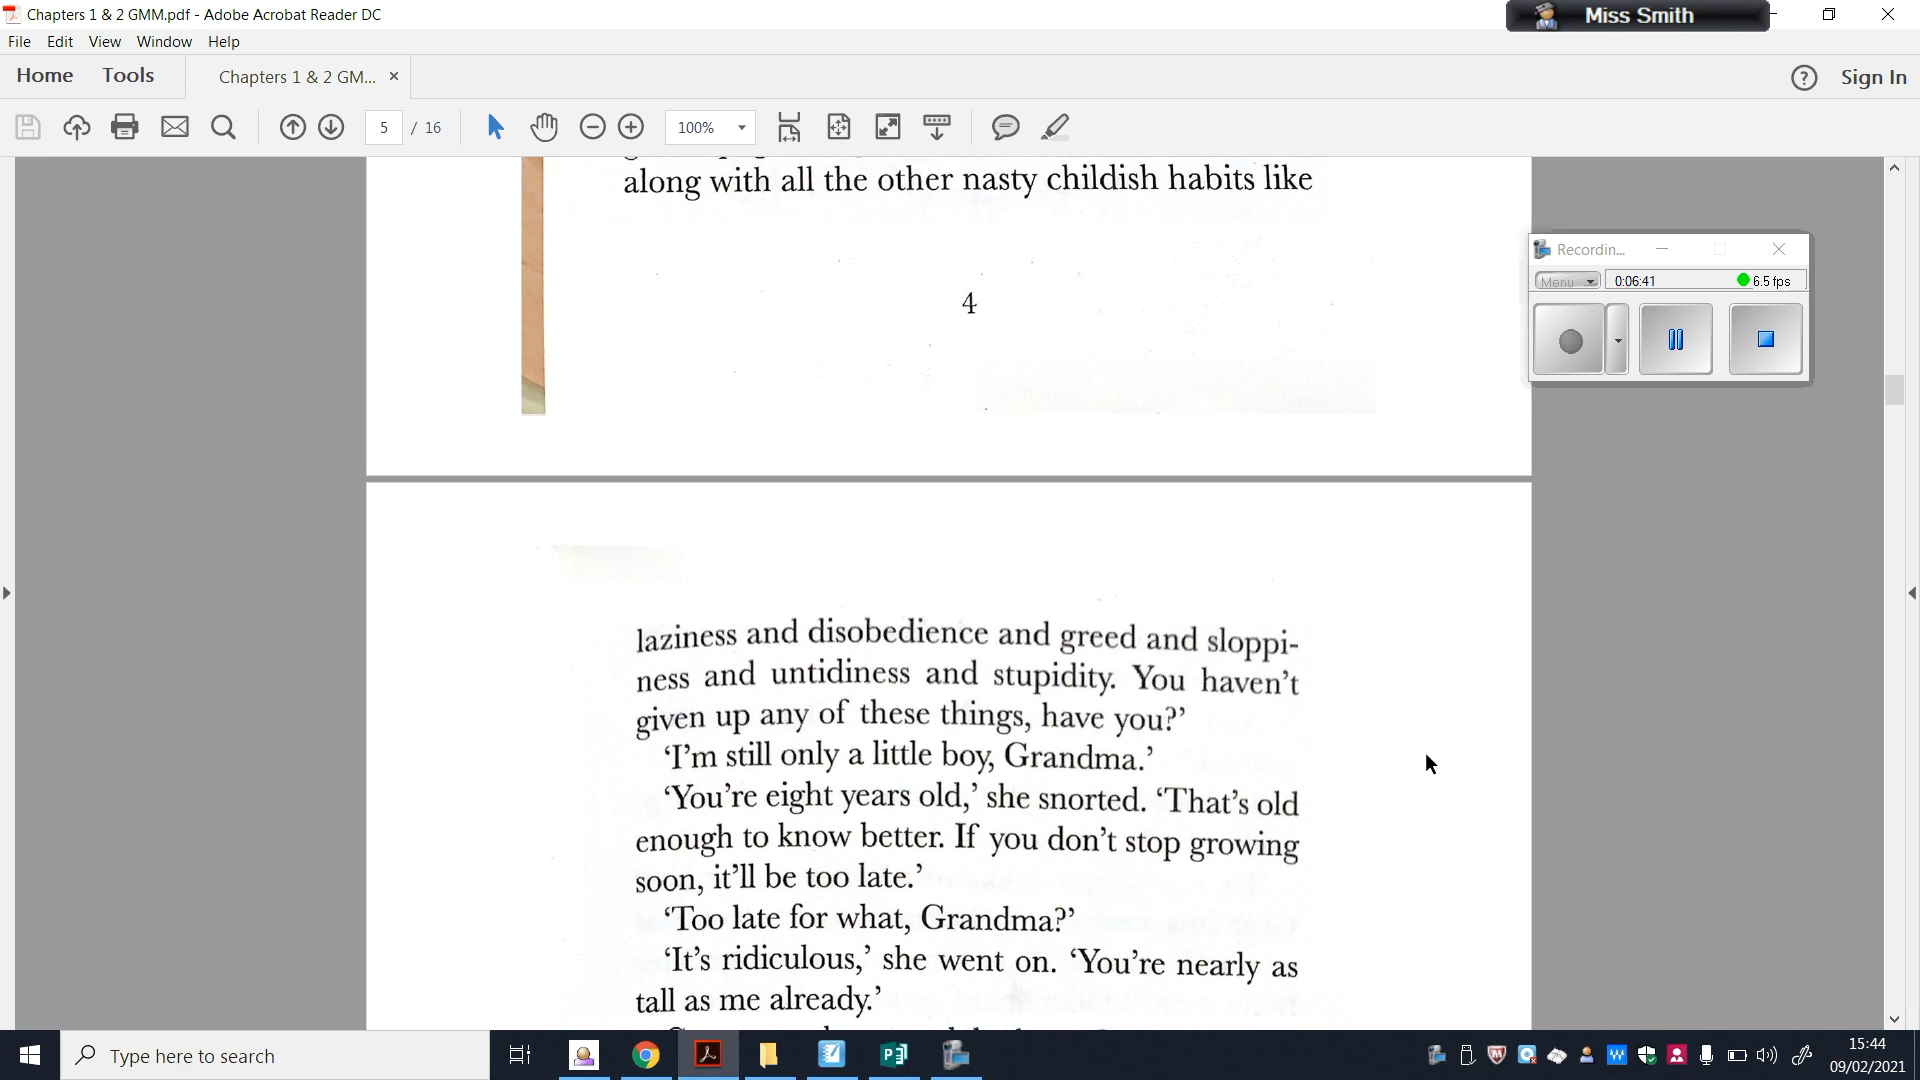 Chapters 1 & 2 GMM.pdf - Adobe Acrobat Reader DC
Miss Smith
File Edit View Window Help
Home Tools Chapters 1 & 2 GM... × Sign In
5 / 16 100%
along with all the other nasty childish habits like
4
Recordin...
Menu 0:06:41 6.5 fps
laziness and disobedience and greed and sloppi-
ness and untidiness and stupidity. You haven't
given up any of these things, have you?’
‘I'm still only a little boy, Grandma.’
‘You're eight years old,’ she snorted. ‘That's old
enough to know better. If you don't stop growing
soon, it'll be too late.’
‘Too late for what, Grandma?’
‘It's ridiculous,’ she went on. ‘You're nearly as
tall as me already.’
Type here to search
15:44
09/02/2021